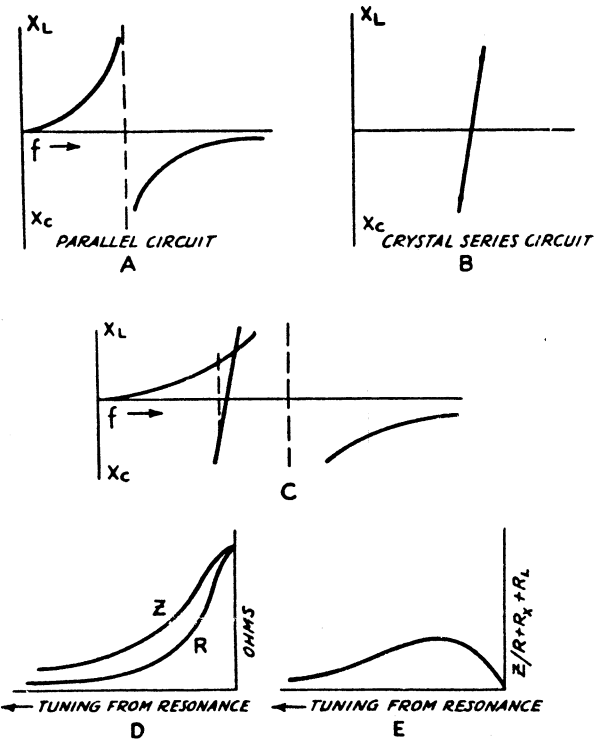 XL
f →
Xc
PARALLEL CIRCUIT
A
XL
Xc
CRYSTAL SERIES CIRCUIT
B
XL
f →
Xc
C
Z
R
OHMS
← TUNING FROM RESONANCE
D
Z/R+RX+RL
← TUNING FROM RESONANCE
E